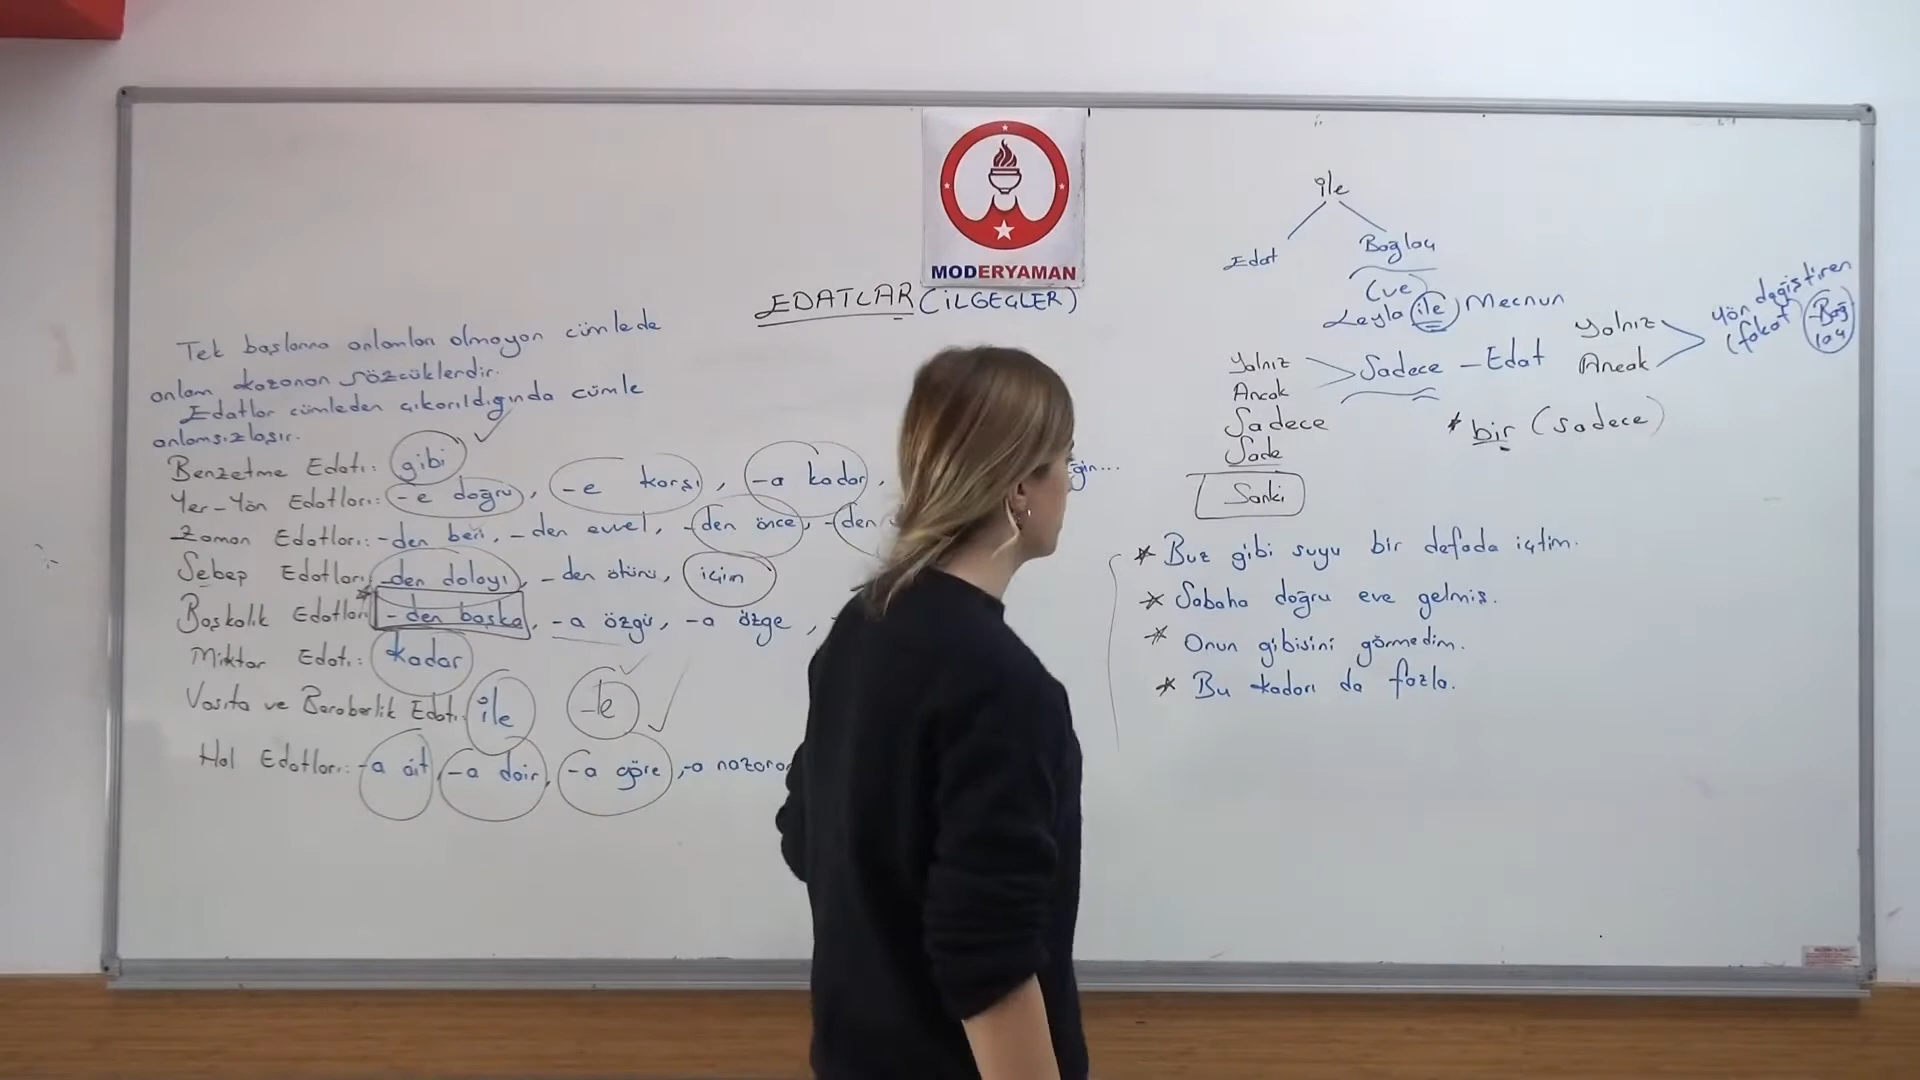 MODERYAMAN
EDATLAR (İLGEÇLER)
Tek başlarına anlamları olmayan cümlede
anlam kazanan sözcüklerdir.
Edatlar cümleden çıkarıldığında cümle
anlamsızlaşır.
Benzetme Edatı: gibi
Yer-Yön Edatları: -e doğru, -e karşı, -a kadar,
Zaman Edatları: -den beri, -den evvel, -den önce, -den
Sebep Edatları: -den dolayı, -den ötürü, için
Başkalık Edatları: -den başka, -a özgü, -a özge,
Miktar Edatı: kadar
Vasıta ve Beraberlik Edatı: ile -le
Hal Edatları: -a ait, -a dair, -a göre, -a nazaran
ile
Edat Bağlaç
(ve)
Leyla ile Mecnun
Yalnız
Ancak
Sadece
Sade
Sadece - Edat
Sanki
Yalnız
Ancak
yön değiştiren
(fakat) -Bağ
laç
* bir (sadece)
* Buz gibi suyu bir defada içtim.
* Sabaha doğru eve gelmiş.
* Onun gibisini görmedim.
* Bu kadarı da fazla.